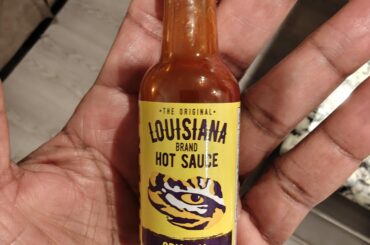 • THE ORIGINAL •
LOUISIANA
BRAND
HOT SAUCE